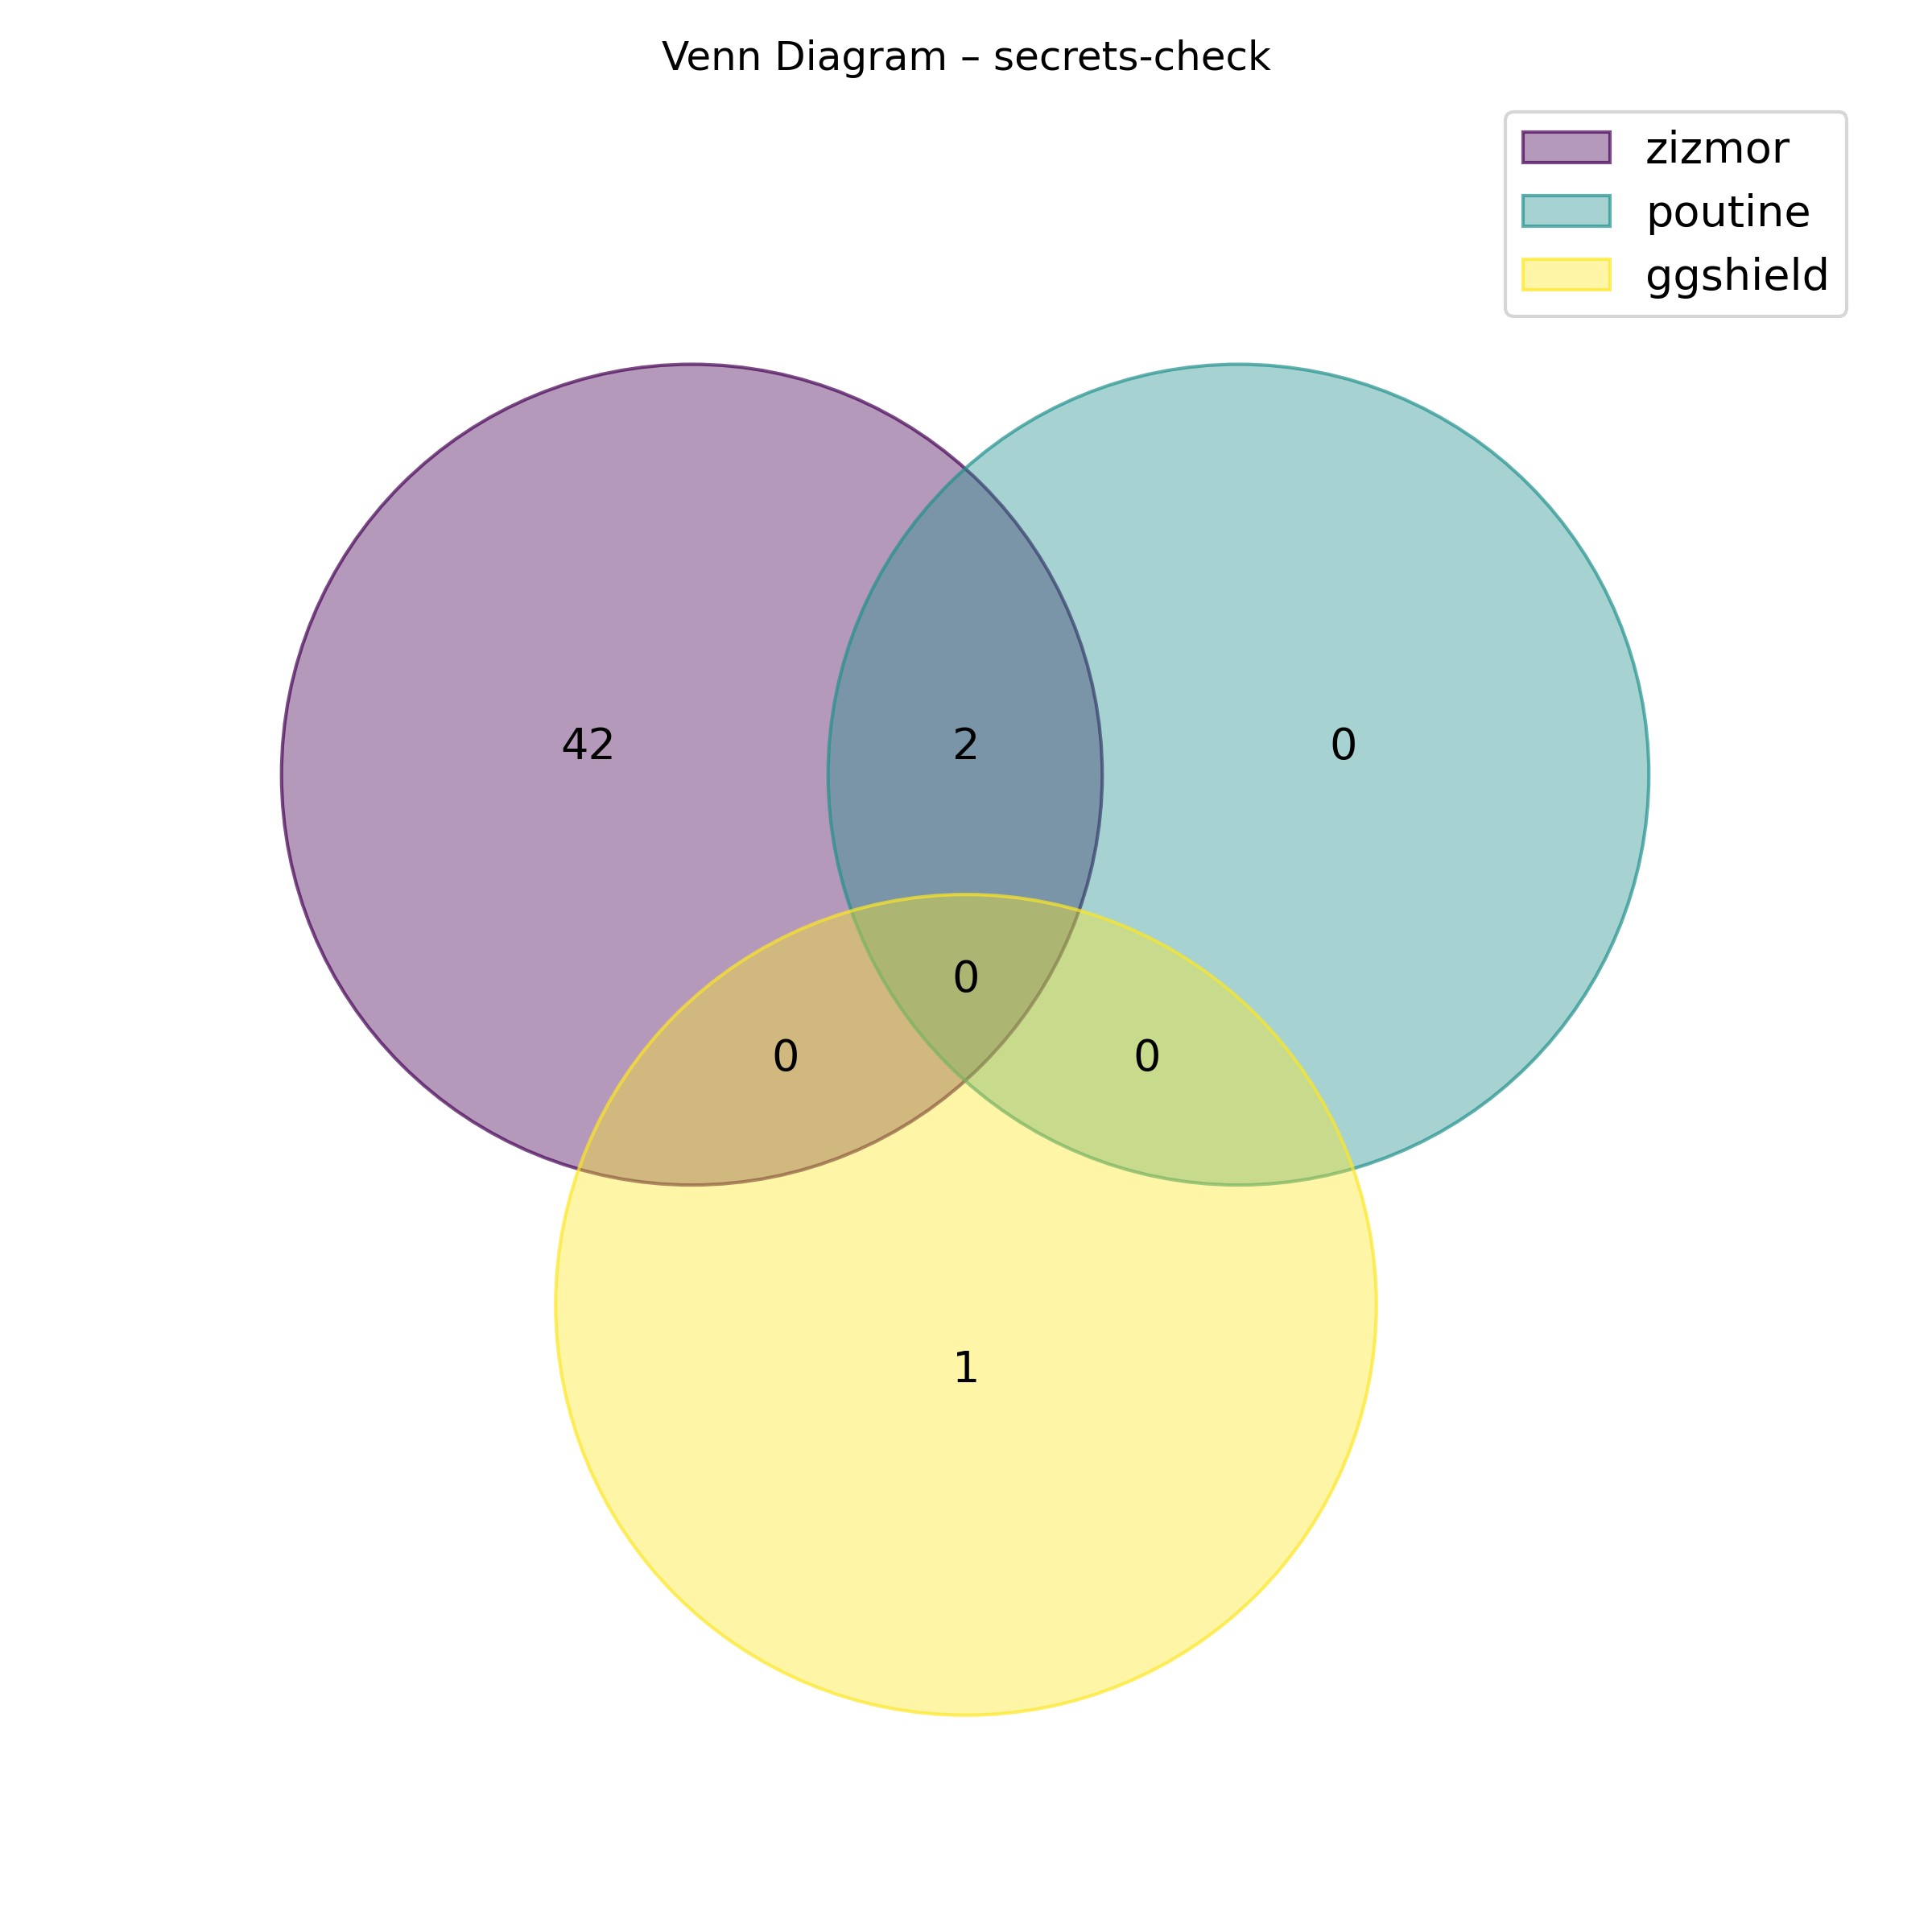 Venn Diagram – secrets-check
zizmor
poutine
ggshield
42
2
0
0
0
0
1